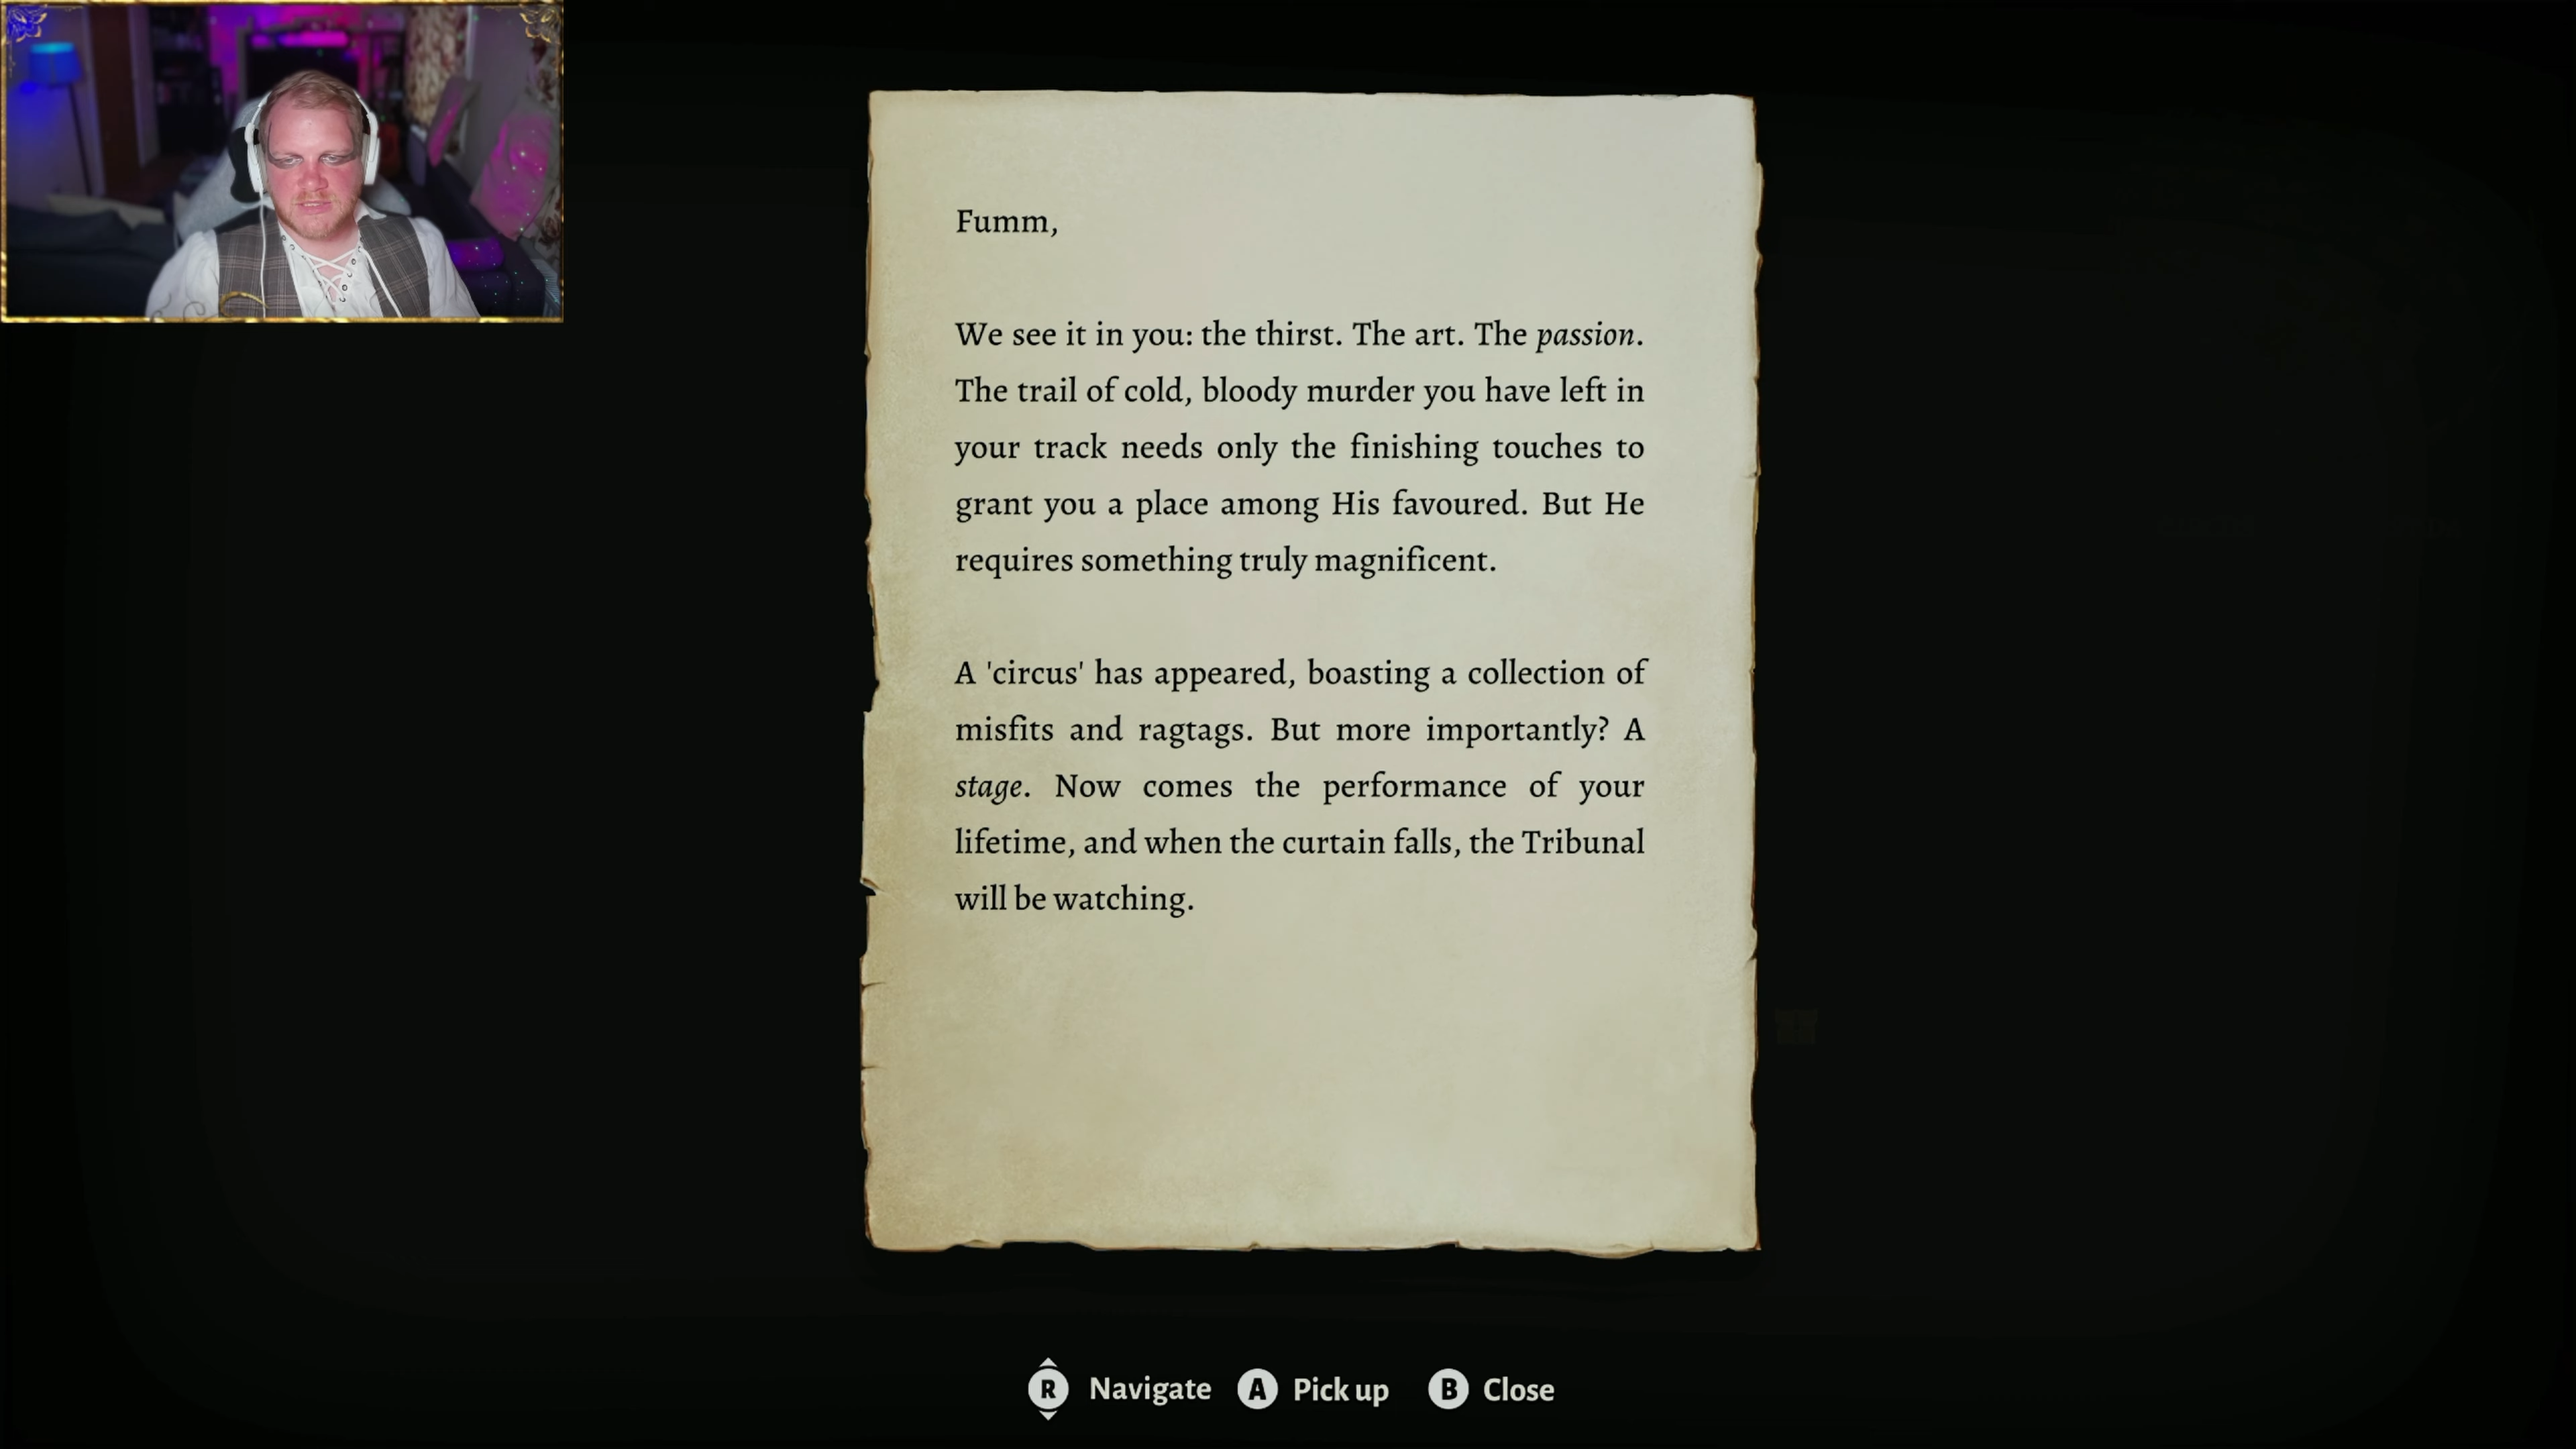 Fumm,
We see it in you: the thirst. The art. The passion.
The trail of cold, bloody murder you have left in
your track needs only the finishing touches to
grant you a place among His favoured. But He
requires something truly magnificent.
A 'circus' has appeared, boasting a collection of
misfits and ragtags. But more importantly? A
stage. Now comes the performance of your
lifetime, and when the curtain falls, the Tribunal
will be watching.
R Navigate A Pick up B Close